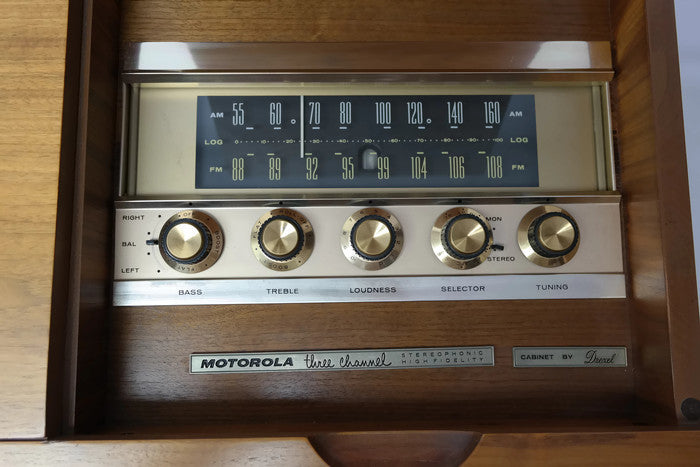 AM 55 60 70 80 100 120 140 160 AM
LOG 0 10 20 30 40 50 60 70 80 90 100 LOG
FM 88 89 92 95 99 104 106 108 FM
RIGHT
BAL
LEFT
MON
STEREO
BASS TREBLE LOUDNESS SELECTOR TUNING
MOTOROLA three channel STEREOPHONIC
HIGH FIDELITY
CABINET BY Drexel